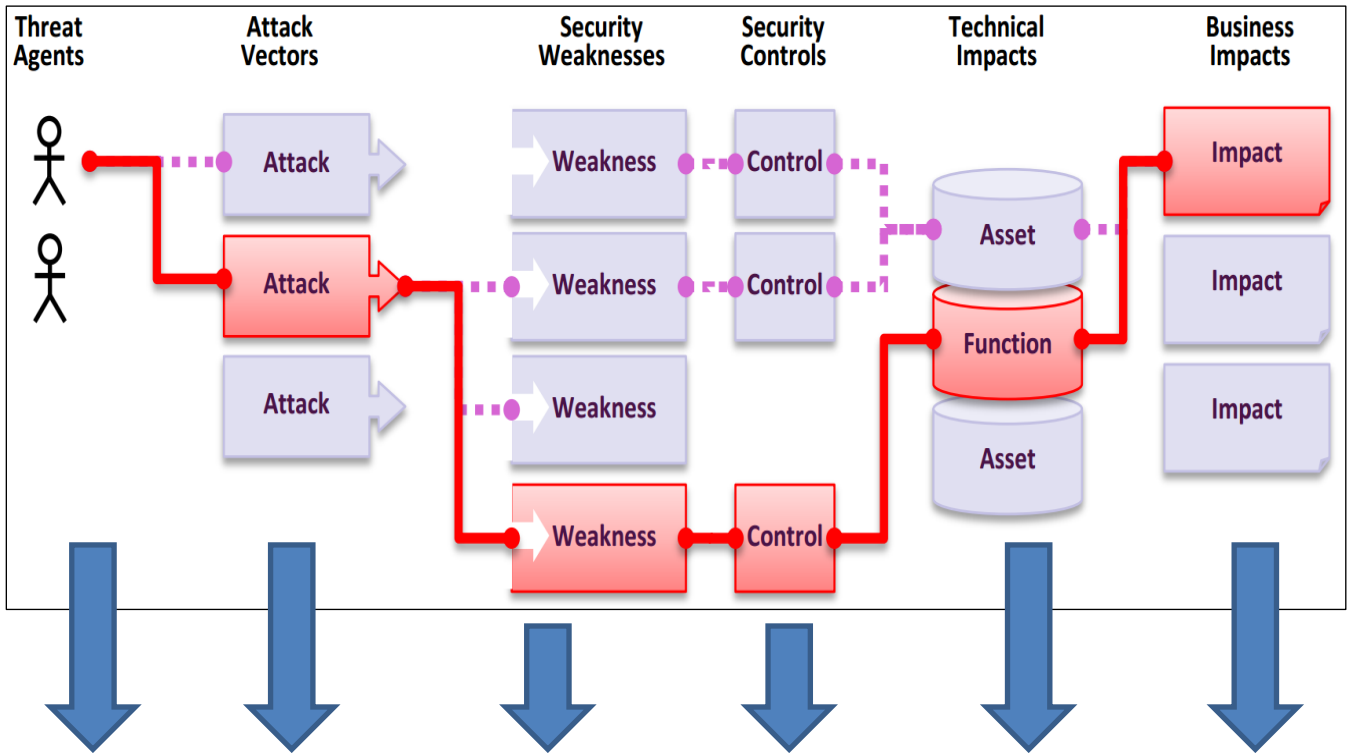 Threat
Agents
Attack
Vectors
Security
Weaknesses
Security
Controls
Technical
Impacts
Business
Impacts
Attack
Weakness
Control
Impact
Asset
Attack
Weakness
Control
Impact
Function
Attack
Weakness
Impact
Asset
Weakness
Control